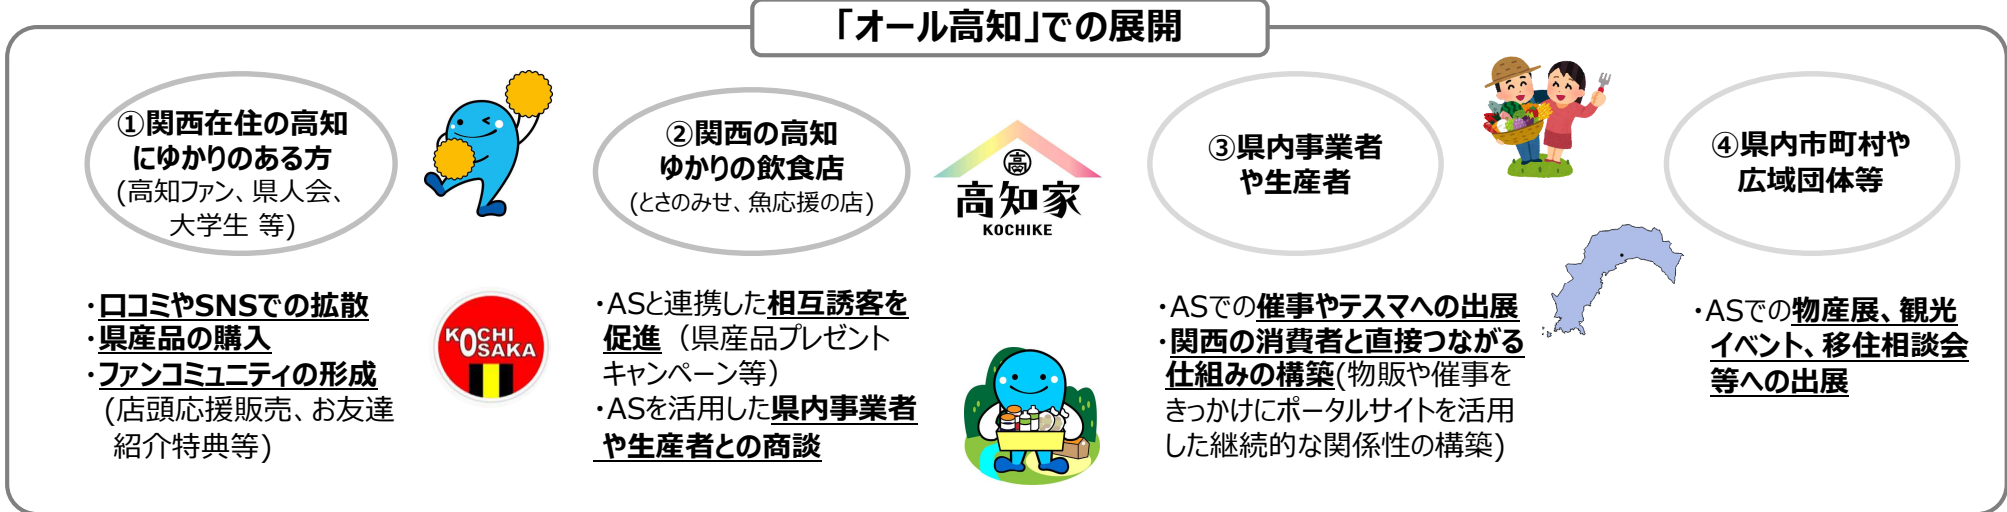 「オール高知」での展開
①関西在住の高知
にゆかりのある方
(高知ファン、県人会、
大学生 等)
・口コミやSNSでの拡散
・県産品の購入
・ファンコミュニティの形成
(店頭応援販売、お友達
紹介特典等)
KOCHI
OSAKA
②関西の高知
ゆかりの飲食店
(とさのみせ、魚応援の店)
高
高知家
KOCHIKE
・ASと連携した相互誘客を
促進（県産品プレゼント
キャンペーン等）
・ASを活用した県内事業者
や生産者との商談
③県内事業者
や生産者
・ASでの催事やテスマへの出展
・関西の消費者と直接つながる
仕組みの構築(物販や催事を
きっかけにポータルサイトを活用
した継続的な関係性の構築)
④県内市町村や
広域団体等
・ASでの物産展、観光
イベント、移住相談会
等への出展